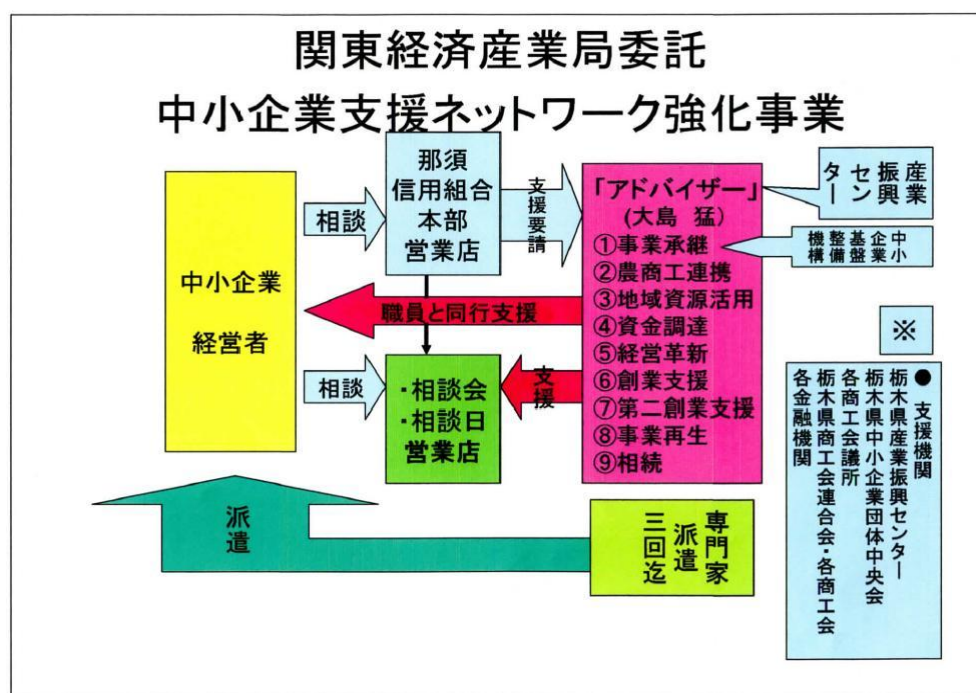 関東経済産業局委託
中小企業支援ネットワーク強化事業
中小企業
経営者
相談
那須
信用組合
本部
営業店
支援要請
「アドバイザー」
(大島　猛)
①事業承継
②農商工連携
③地域資源活用
④資金調達
⑤経営革新
⑥創業支援
⑦第二創業支援
⑧事業再生
⑨相続
産業
振興
セン
ター
中小
企業
基盤
整備
機構
職員と同行支援
相談
・相談会
・相談日
営業店
支援
※
●　支援機関
栃木県産業振興センター
栃木県中小企業団体中央会
各商工会議所
栃木県商工会連合会・各商工会
各金融機関
派遣
専門家
派遣
三回迄